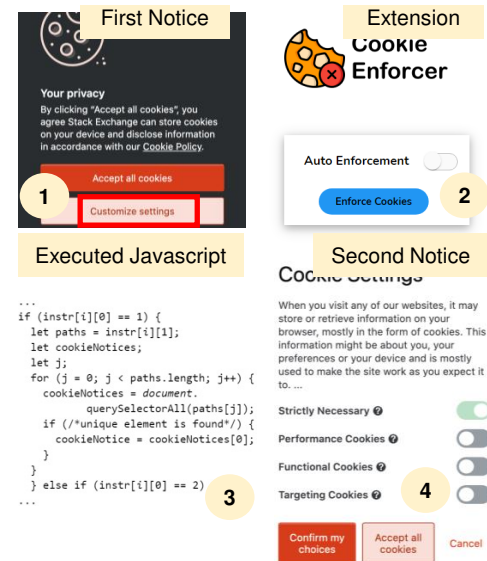 First Notice
Your privacy
By clicking "Accept all cookies", you
agree Stack Exchange can store cookies
on your device and disclose information
in accordance with our Cookie Policy.
Accept all cookies
1
Customize settings
Extension
Cookie
Enforcer
Auto Enforcement
Enforce Cookies
2
Executed Javascript
...
if (instr[i][0] == 1) {
let paths = instr[i][1];
let cookieNotices;
let j;
for (j = 0; j < paths.length; j++) {
cookieNotices = document.
querySelectorAll(paths[j]);
if (/*unique element is found*/) {
cookieNotice = cookieNotices[0];
}
}
} else if (instr[i][0] == 2)
...
3
Second Notice
Cookie Settings
When you visit any of our websites, it may
store or retrieve information on your
browser, mostly in the form of cookies. This
information might be about you, your
preferences or your device and is mostly
used to make the site work as you expect it
to. ...
Strictly Necessary ?
Performance Cookies ?
Functional Cookies ?
Targeting Cookies ?
4
Confirm my
choices
Accept all
cookies
Cancel